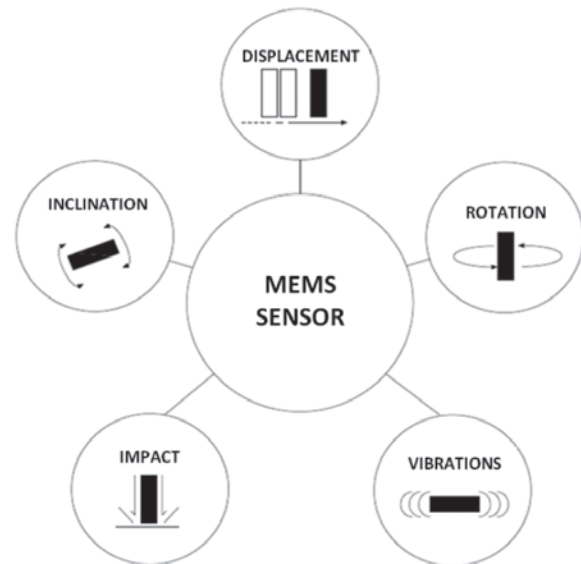 DISPLACEMENT
INCLINATION
ROTATION
MEMS
SENSOR
IMPACT
VIBRATIONS